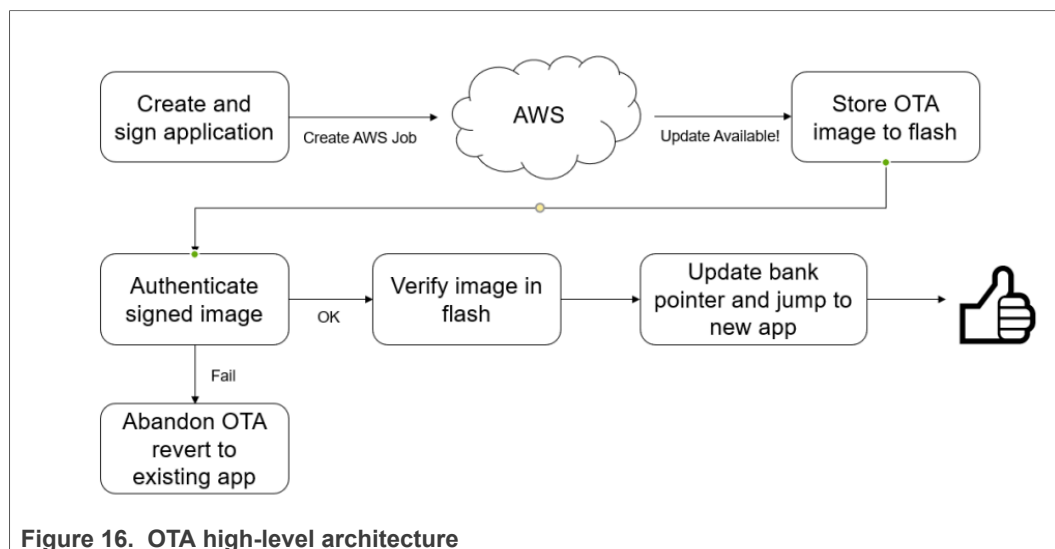 Create and
sign application
Create AWS Job
AWS
Update Available!
Store OTA
image to flash
Authenticate
signed image
OK
Verify image in
flash
Update bank
pointer and jump to
new app
Fail
Abandon OTA
revert to
existing app
Figure 16. OTA high-level architecture